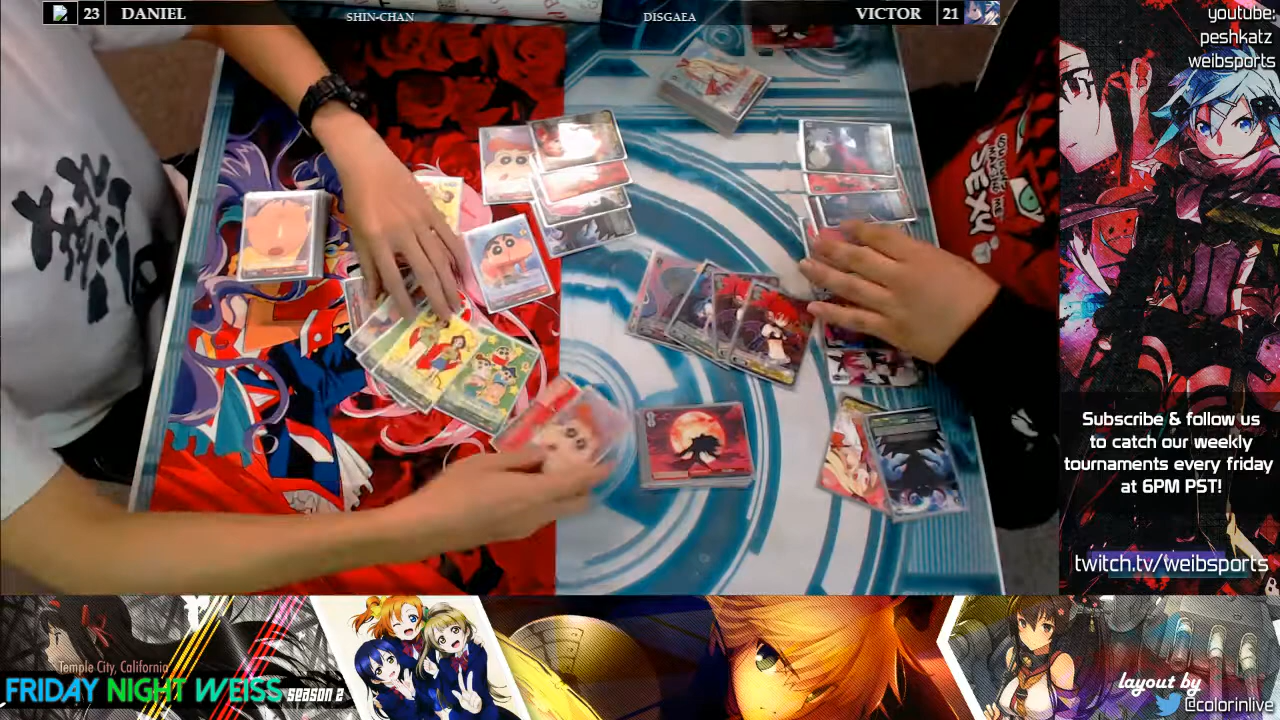 23 DANIEL
SHIN-CHAN
DISGAEA
VICTOR 21
youtube:
peshkatz
weibsports
SEXY
Subscribe & follow us
to catch our weekly
tournaments every friday
at 6PM PST!
twitch.tv/weibsports
Temple City, California
FRIDAY NIGHT WEISS SEASON 2
layout by
@colorinlive